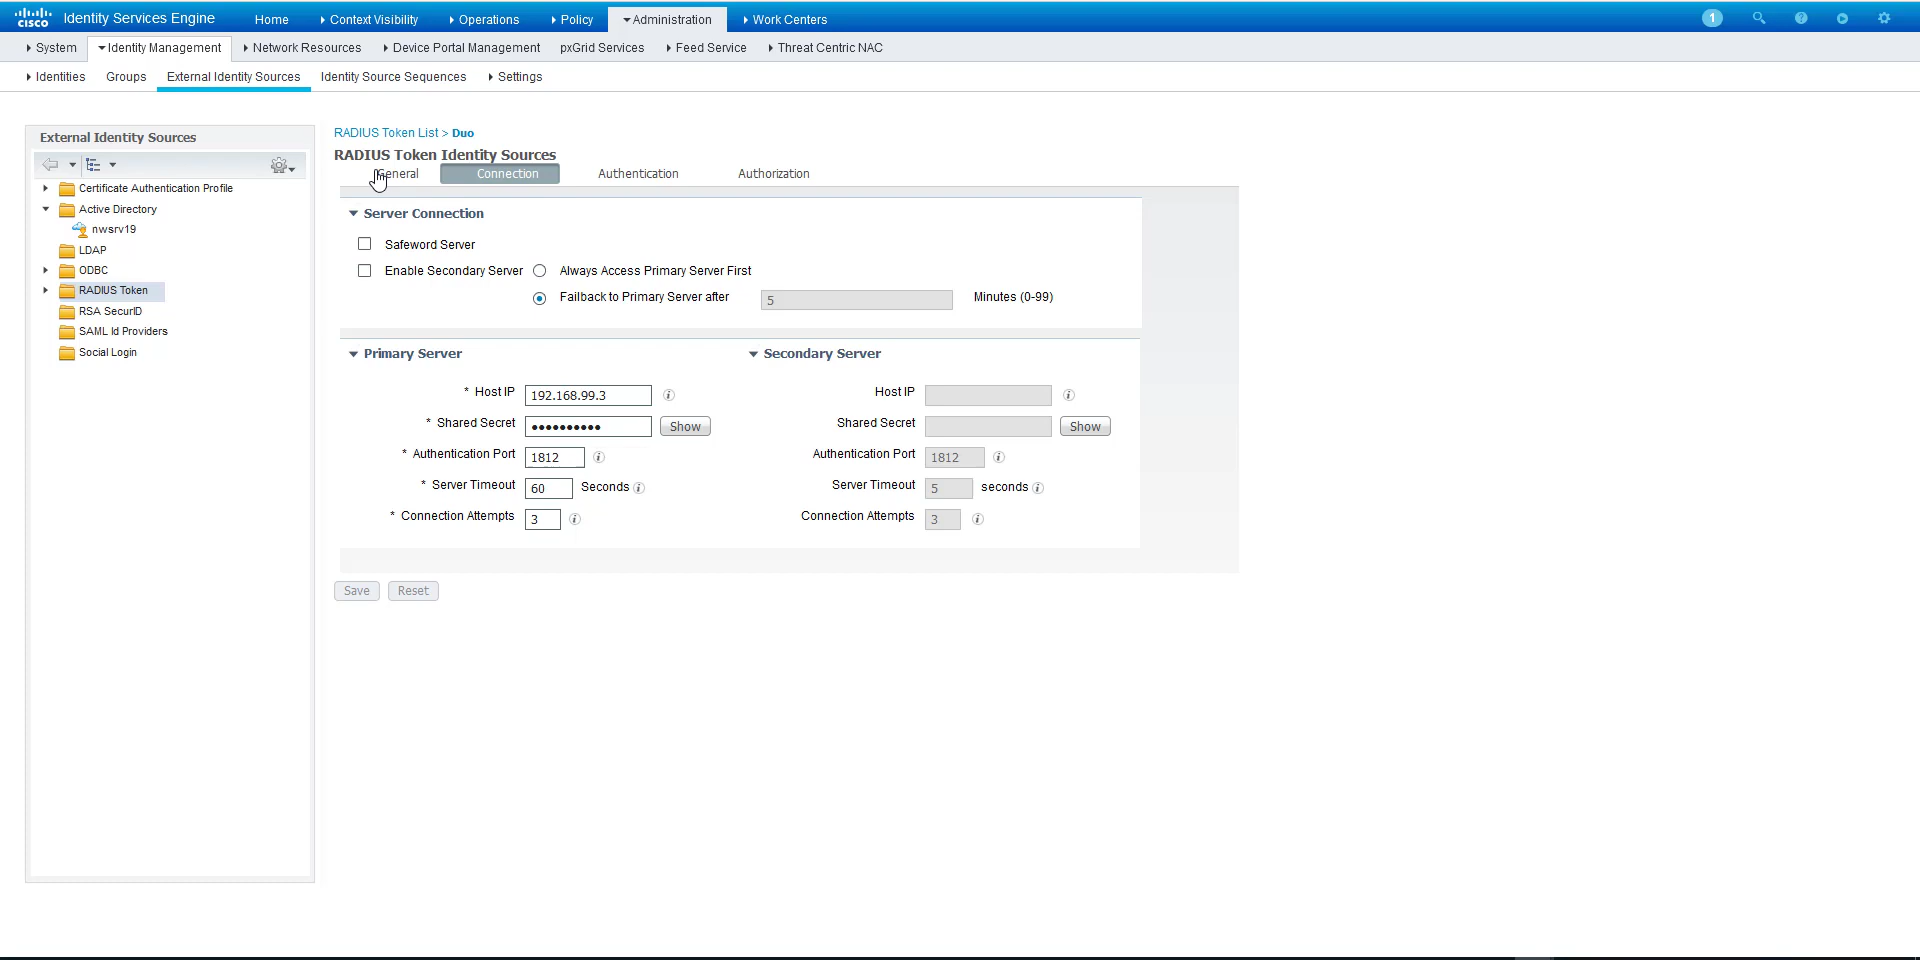 cisco Identity Services Engine Home Context Visibility Operations Policy Administration Work Centers 1
System Identity Management Network Resources Device Portal Management pxGrid Services Feed Service Threat Centric NAC
Identities Groups External Identity Sources Identity Source Sequences Settings
External Identity Sources
Certificate Authentication Profile
Active Directory
nwsrv19
LDAP
ODBC
RADIUS Token
RSA SecurID
SAML Id Providers
Social Login
RADIUS Token List > Duo
RADIUS Token Identity Sources
General Connection Authentication Authorization
Server Connection
Safeword Server
Enable Secondary Server Always Access Primary Server First
Failback to Primary Server after 5 Minutes (0-99)
Primary Server Secondary Server
* Host IP 192.168.99.3 Host IP
* Shared Secret •••••••••• Show Shared Secret Show
* Authentication Port 1812 Authentication Port 1812
* Server Timeout 60 Seconds Server Timeout 5 seconds
* Connection Attempts 3 Connection Attempts 3
Save Reset